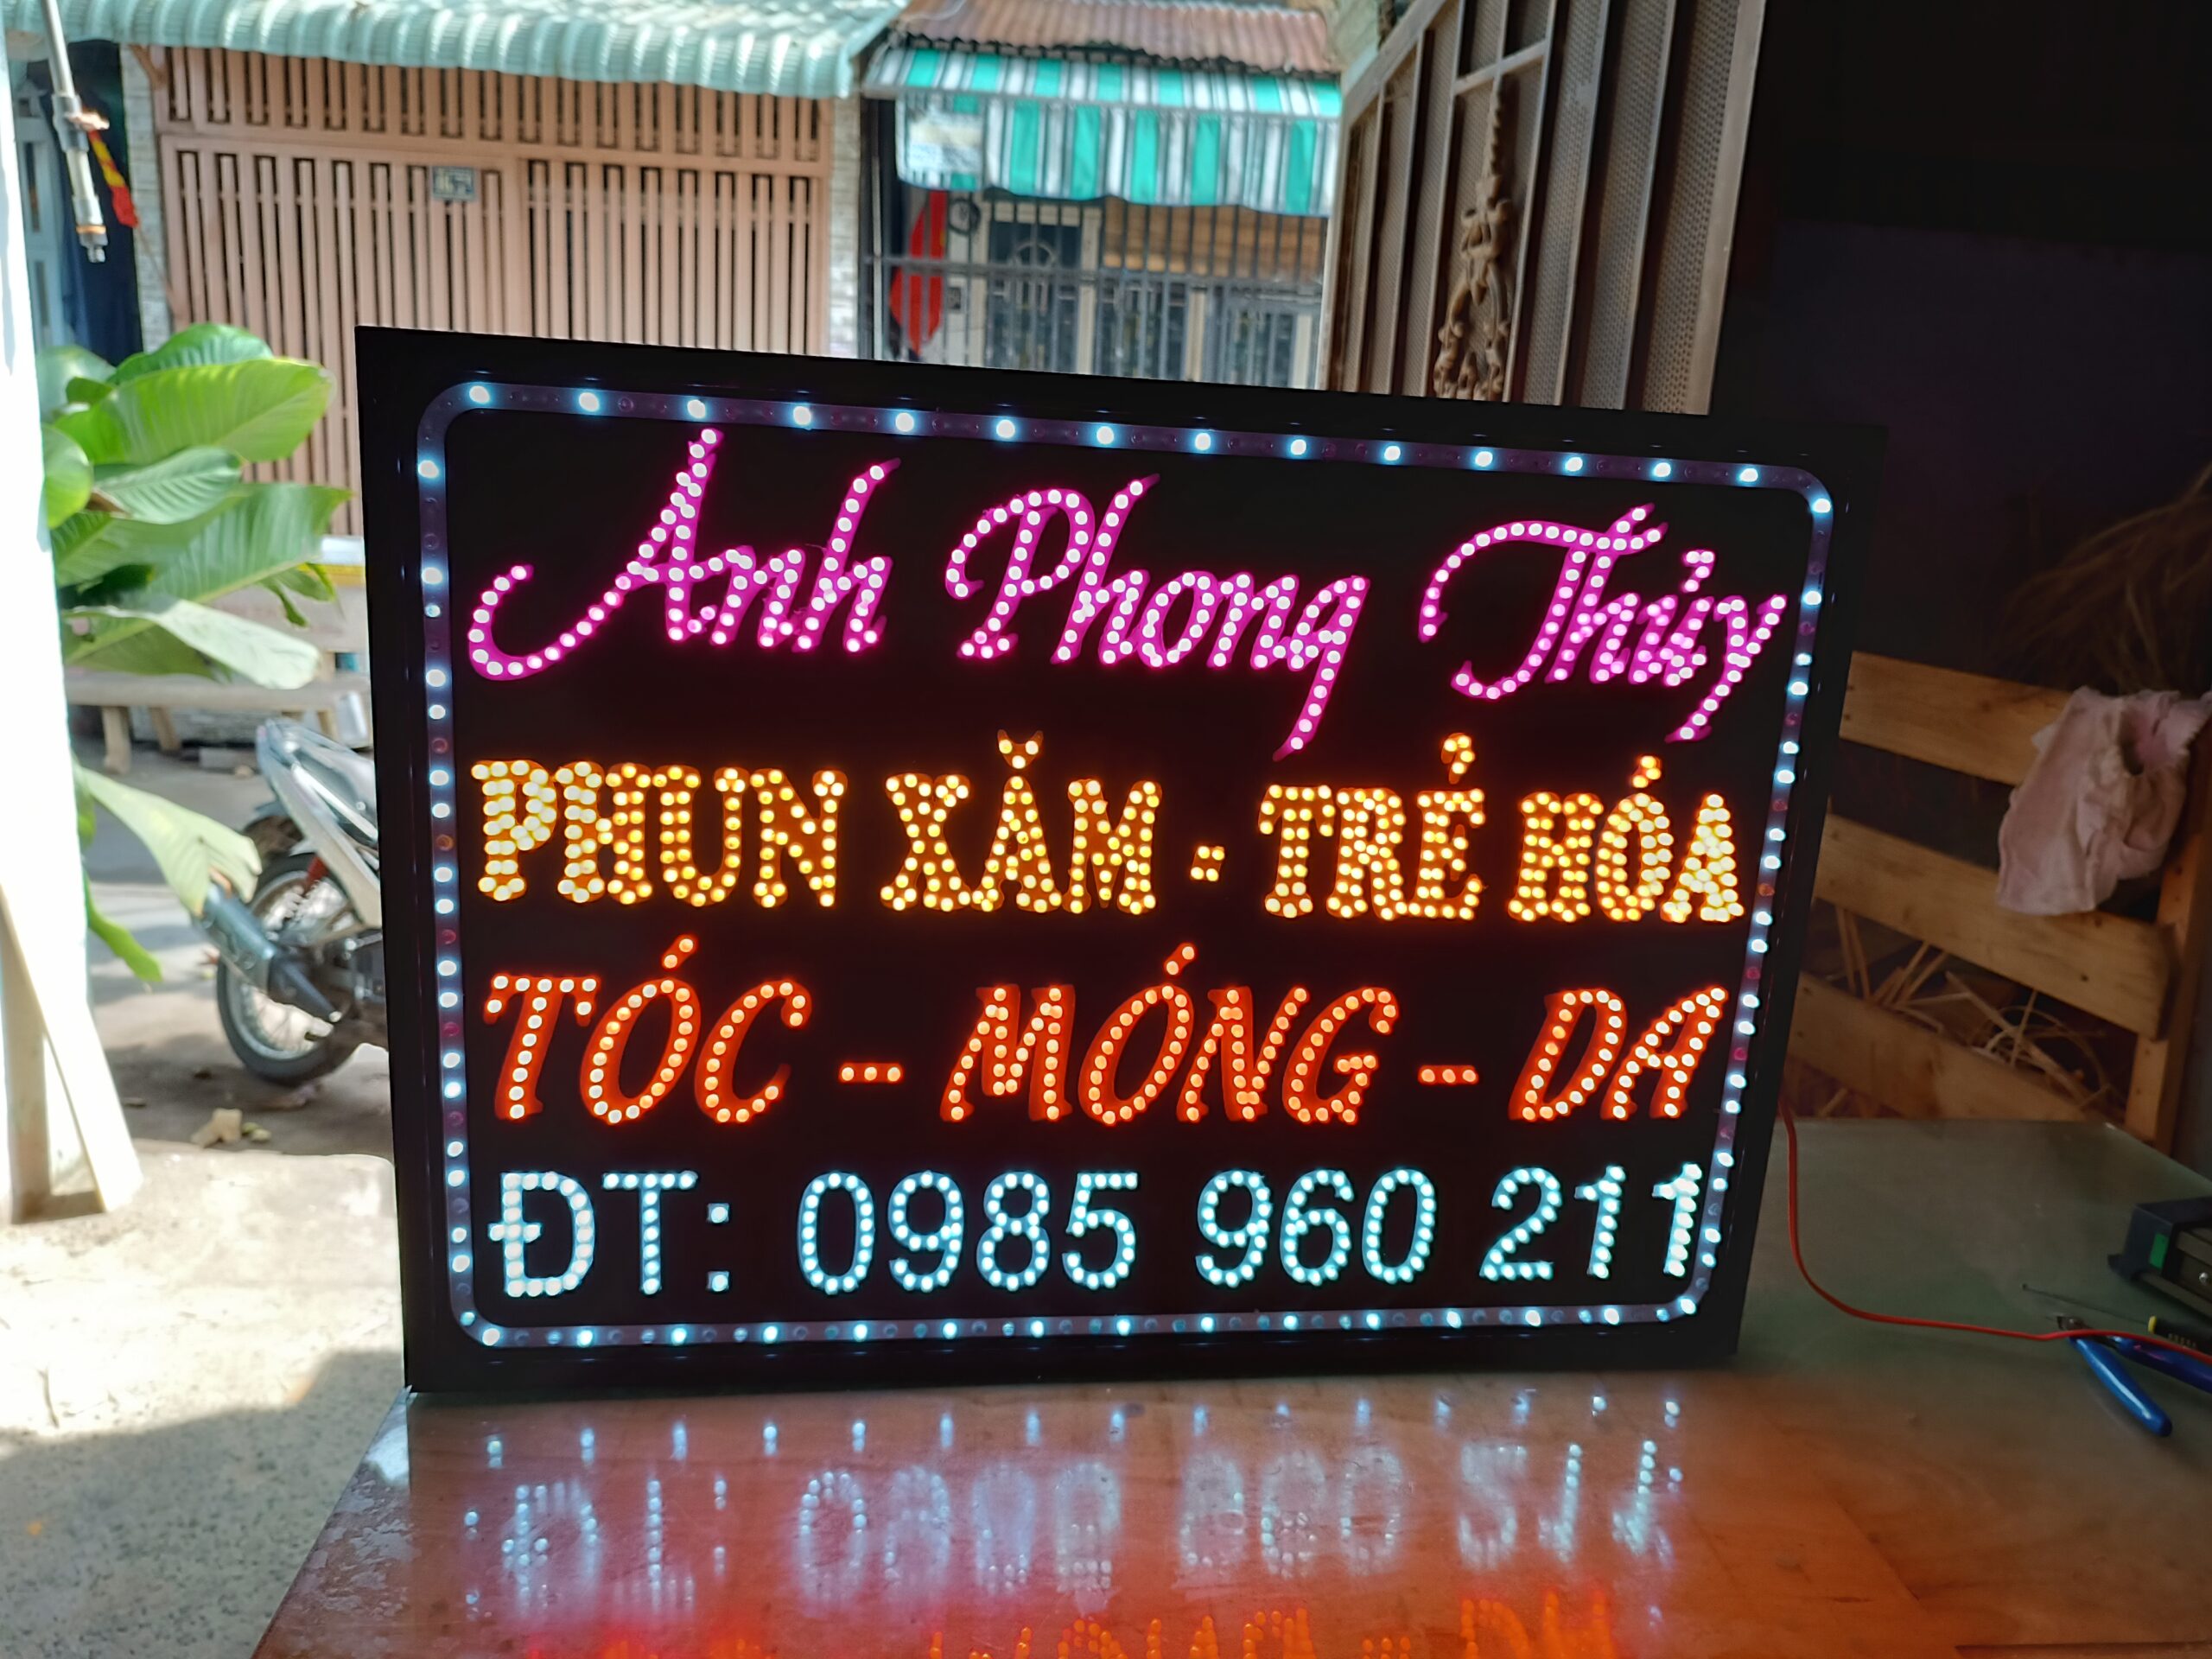 Anh Phong Thủy
PHUN XĂM - TRẺ HÓA
TÓC - MÓNG - DA
ĐT: 0985 960 211